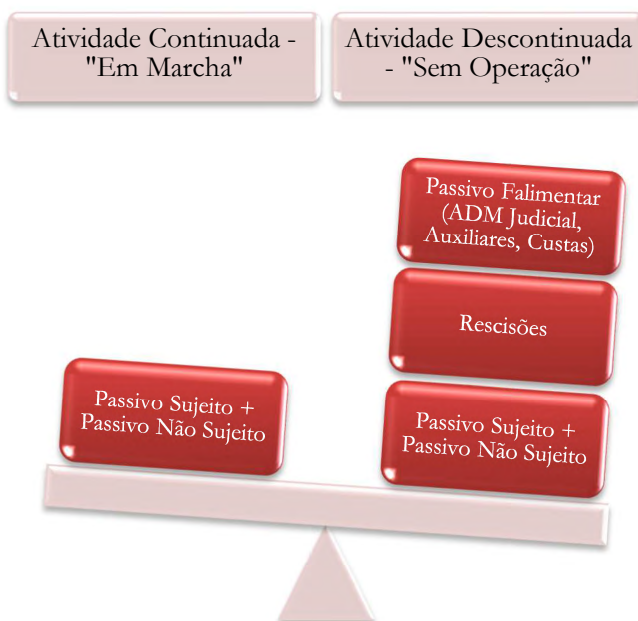 Atividade Continuada -
"Em Marcha"
Atividade Descontinuada
- "Sem Operação"
Passivo Falimentar
(ADM Judicial,
Auxiliares, Custas)
Rescisões
Passivo Sujeito +
Passivo Não Sujeito
Passivo Sujeito +
Passivo Não Sujeito